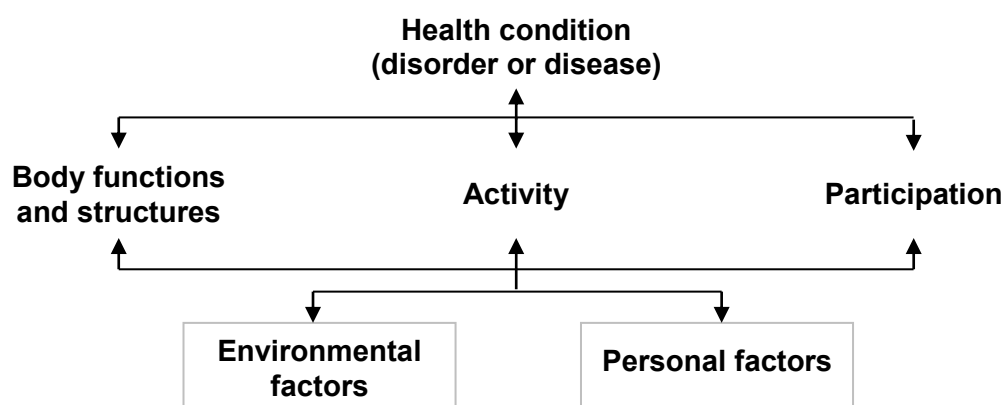 Health condition
(disorder or disease)
Body functions
and structures
Activity
Participation
Environmental
factors
Personal factors